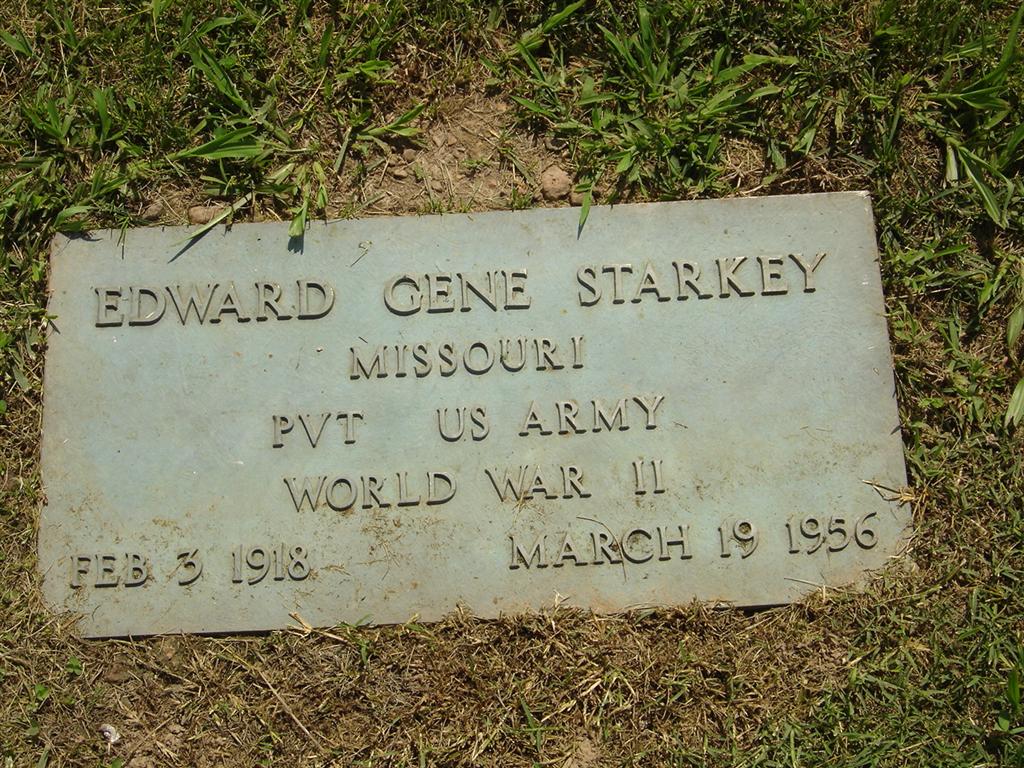 EDWARD GENE STARKEY
MISSOURI
PVT US ARMY
WORLD WAR II
FEB 3 1918 MARCH 19 1956